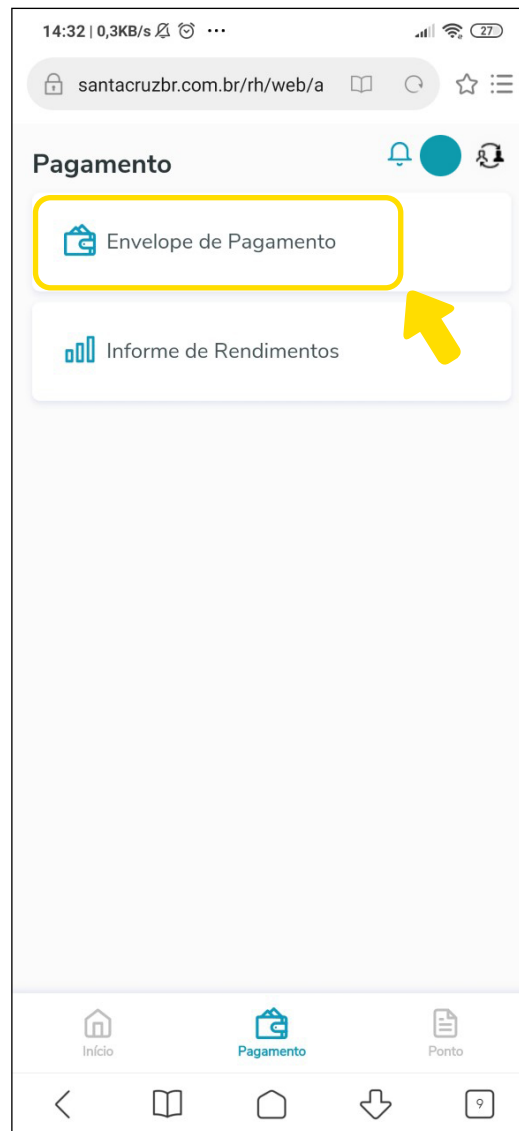 14:32 | 0,3KB/s ...
27
santacruzbr.com.br/rh/web/a
Pagamento
Envelope de Pagamento
Informe de Rendimentos
Início
Pagamento
Ponto
9